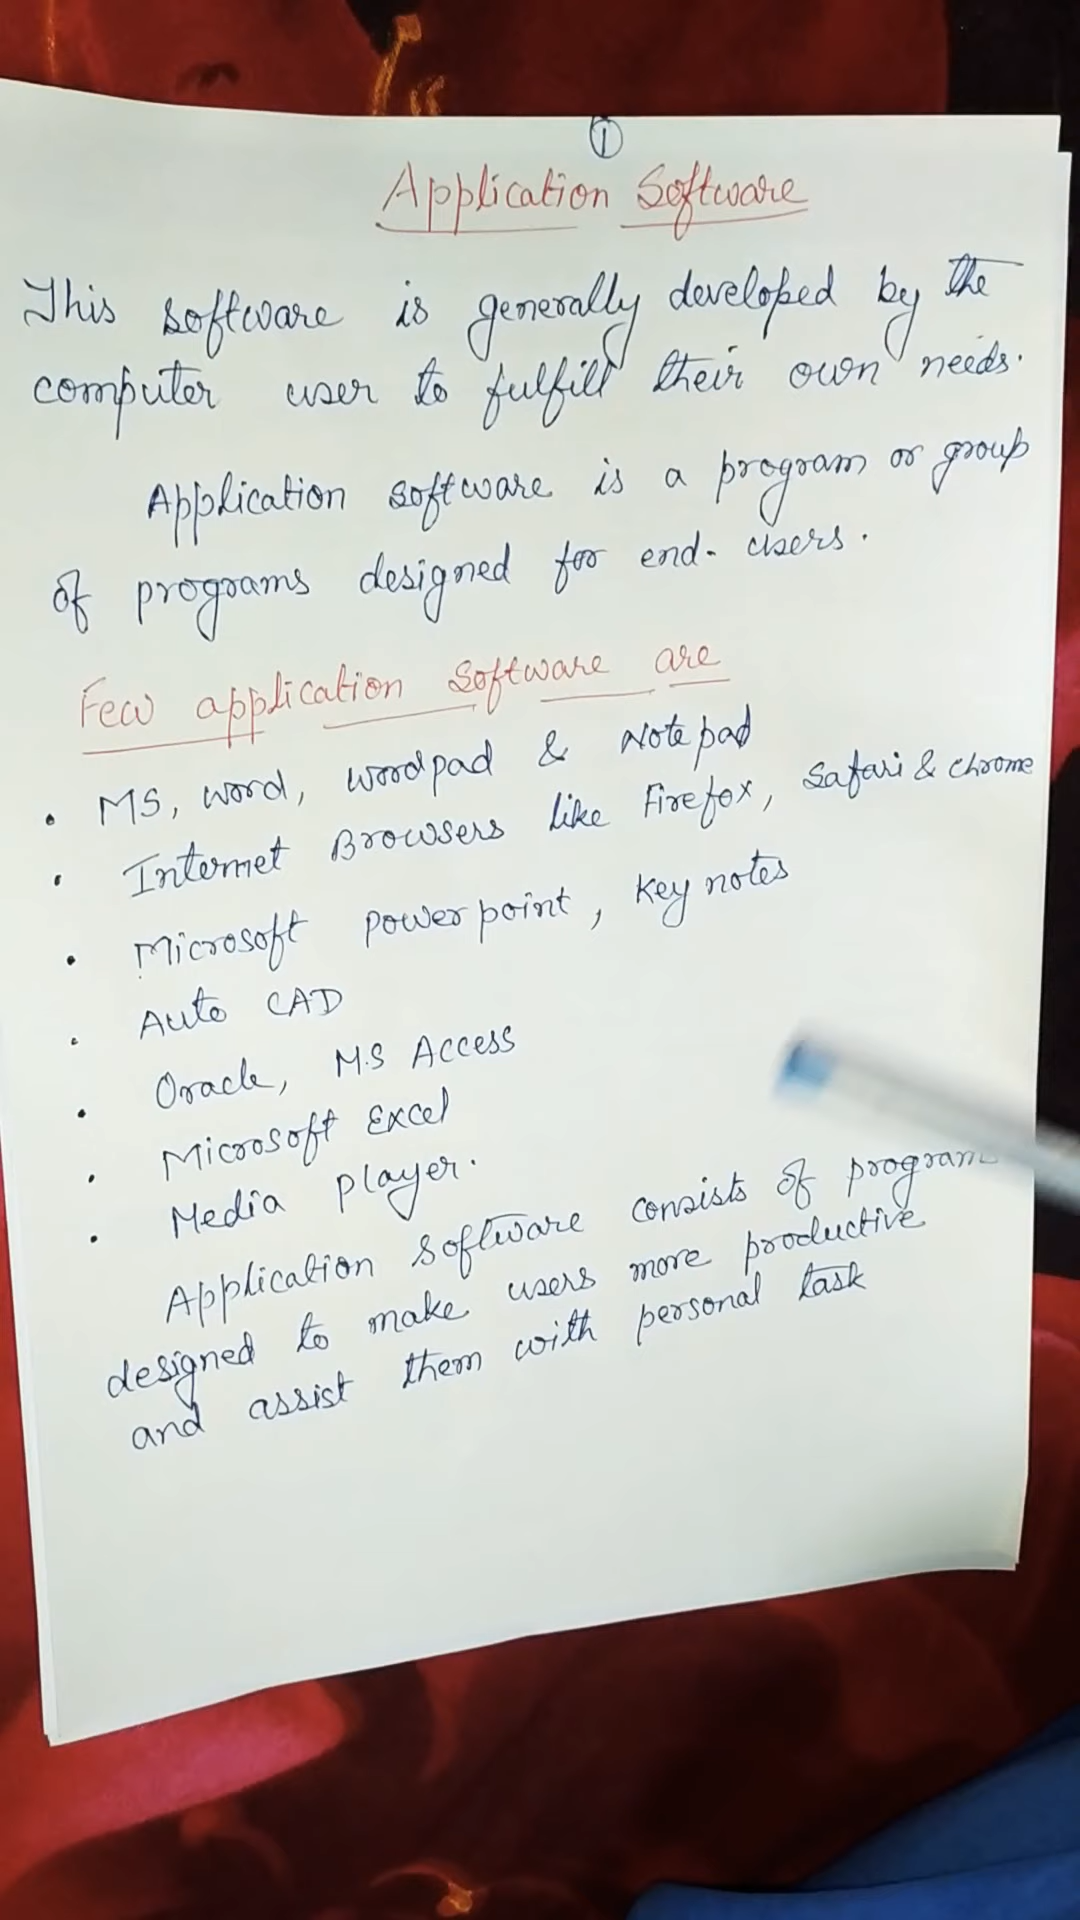 ①
Application Software
This software is generally developed by the
computer user to fulfill their own needs.
Application software is a program or group
of programs designed for end-users.
Few application software are
• MS, word, wordpad & Notepad
• Internet Browsers like Firefox, Safari & chrome
• Microsoft powerpoint, key notes
• Auto CAD
• Oracle, M.S Access
• Microsoft Excel
• Media player.
Application software consists of program
designed to make users more productive
and assist them with personal task